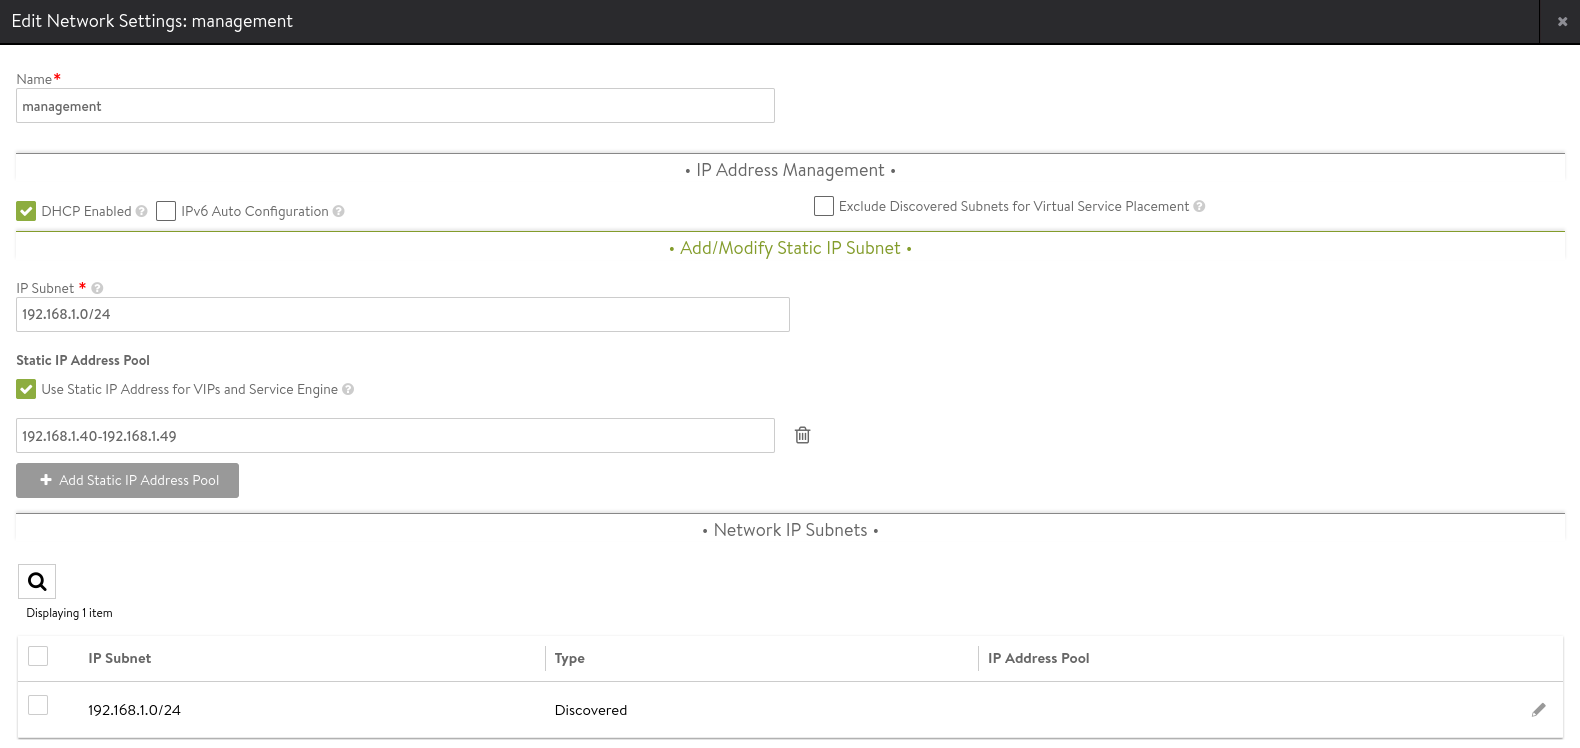 Edit Network Settings: management
Name*
management
• IP Address Management •
DHCP Enabled ? IPv6 Auto Configuration ? Exclude Discovered Subnets for Virtual Service Placement ?
• Add/Modify Static IP Subnet •
IP Subnet * ?
192.168.1.0/24
Static IP Address Pool
Use Static IP Address for VIPs and Service Engine ?
192.168.1.40-192.168.1.49
+ Add Static IP Address Pool
• Network IP Subnets •
Displaying 1 item
IP Subnet Type IP Address Pool
192.168.1.0/24 Discovered